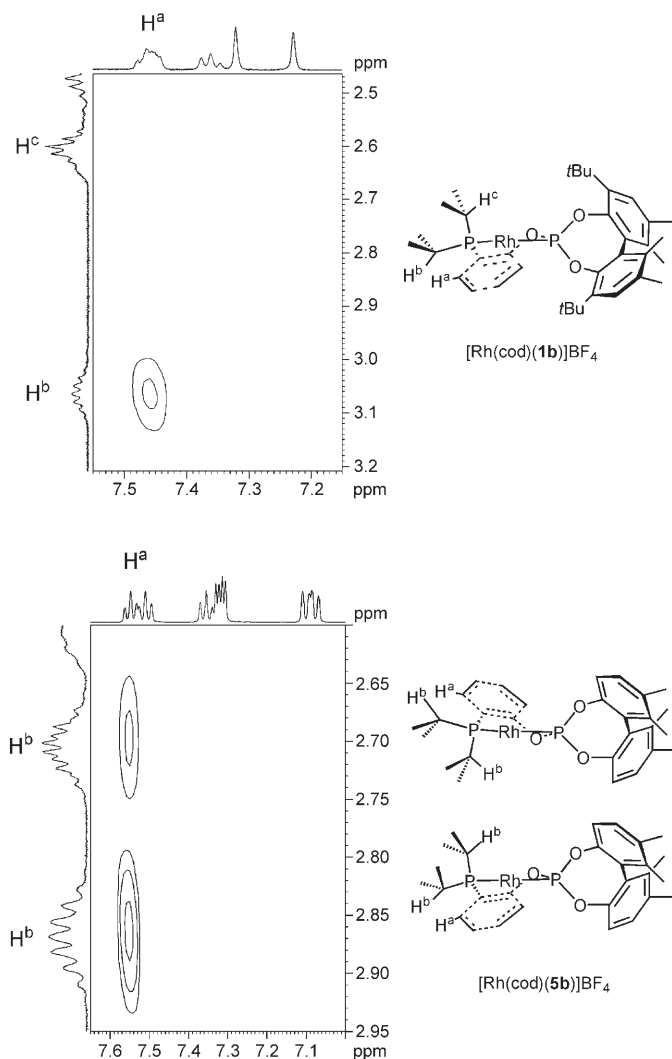 Hᵃ
ppm
2.5
Hᶜ
2.6
2.7
2.8
2.9
3.0
Hᵇ
3.1
3.2
7.5 7.4 7.3 7.2 ppm
ppm
tBu
Hᶜ
O
P Rh O P
Hᵇ Hᵃ
O
tBu
[Rh(cod)(1b)]BF₄
Hᵃ
ppm
2.65
Hᵇ
2.70
2.75
2.80
2.85
Hᵇ
2.90
2.95
7.6 7.5 7.4 7.3 7.2 7.1
ppm
Hᵇ Hᵃ
O
P Rh O P
O
Hᵇ
Hᵇ
O
P Rh O P
Hᵇ
O
Hᵃ
[Rh(cod)(5b)]BF₄